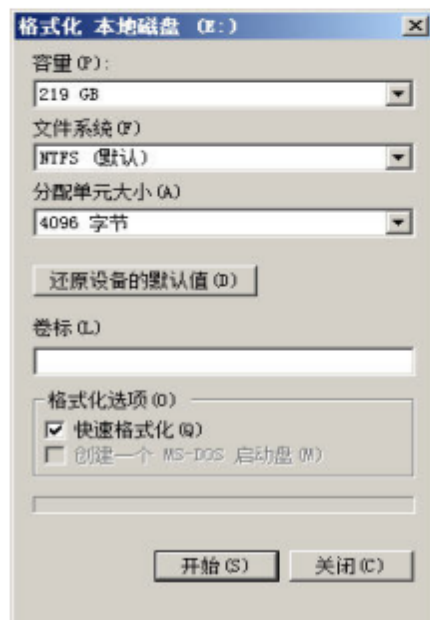 格式化 本地磁盘 (E:)
容量(P):
219 GB
文件系统(F)
NTFS (默认)
分配单元大小(A)
4096 字节
还原设备的默认值(D)
卷标(L)
格式化选项(O)
快速格式化(Q)
创建一个 MS-DOS 启动盘(M)
开始(S)
关闭(C)